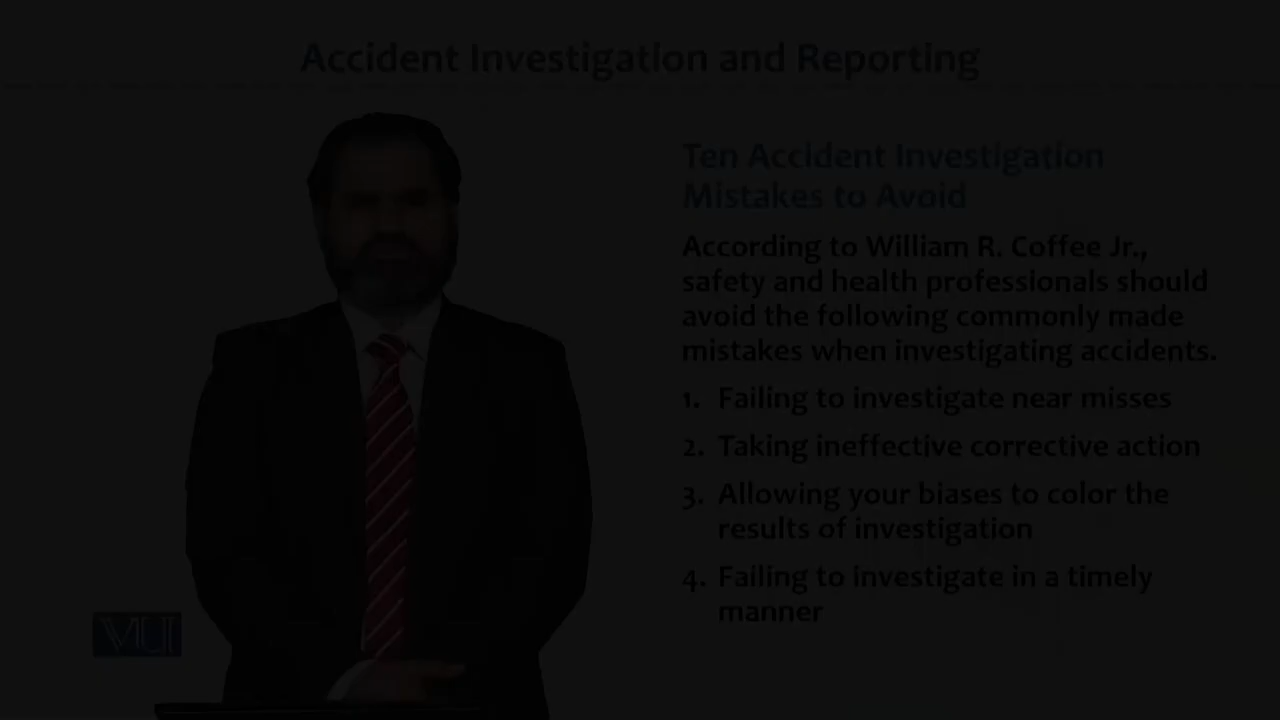 Accident Investigation and Reporting
Ten Accident Investigation
Mistakes to Avoid
According to William R. Coffee Jr.,
safety and health professionals should
avoid the following commonly made
mistakes when investigating accidents.
1. Failing to investigate near misses
2. Taking ineffective corrective action
3. Allowing your biases to color the
results of investigation
4. Failing to investigate in a timely
manner
VU